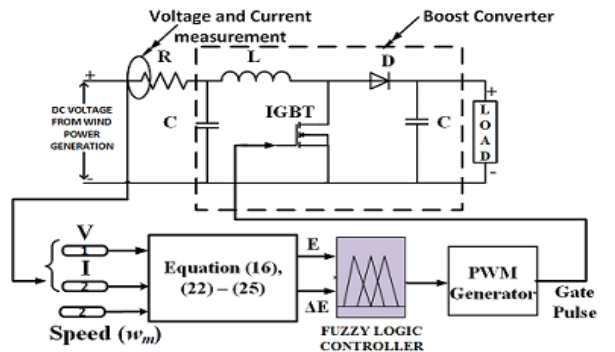 Voltage and Current
measurement
Boost Converter
R
L
D
+
DC VOLTAGE
FROM WIND
POWER
GENERATION
-
C
IGBT
C
+
LOAD
-
V
1
I
2
2
Speed (wm)
Equation (16),
(22) – (25)
E
ΔE
FUZZY LOGIC
CONTROLLER
PWM
Generator
Gate
Pulse